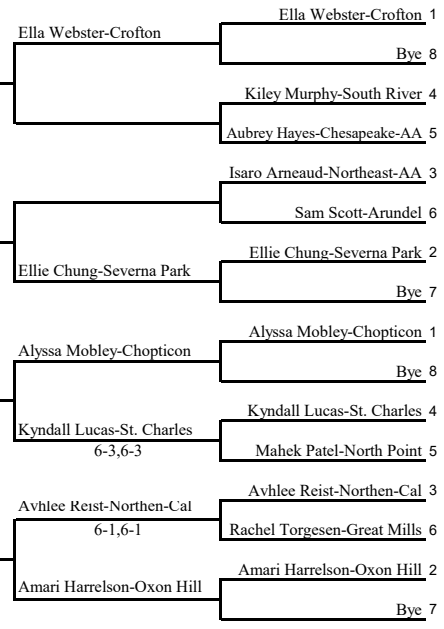 Ella Webster-Crofton 1
Ella Webster-Crofton
Bye 8
Kiley Murphy-South River 4
Aubrey Hayes-Chesapeake-AA 5
Isaro Arneaud-Northeast-AA 3
Sam Scott-Arundel 6
Ellie Chung-Severna Park 2
Ellie Chung-Severna Park
Bye 7
Alyssa Mobley-Chopticon 1
Alyssa Mobley-Chopticon
Bye 8
Kyndall Lucas-St. Charles 4
Kyndall Lucas-St. Charles
6-3,6-3
Mahek Patel-North Point 5
Avhlee Reist-Northen-Cal 3
Avhlee Reist-Northen-Cal
6-1,6-1
Rachel Torgesen-Great Mills 6
Amari Harrelson-Oxon Hill 2
Amari Harrelson-Oxon Hill
Bye 7